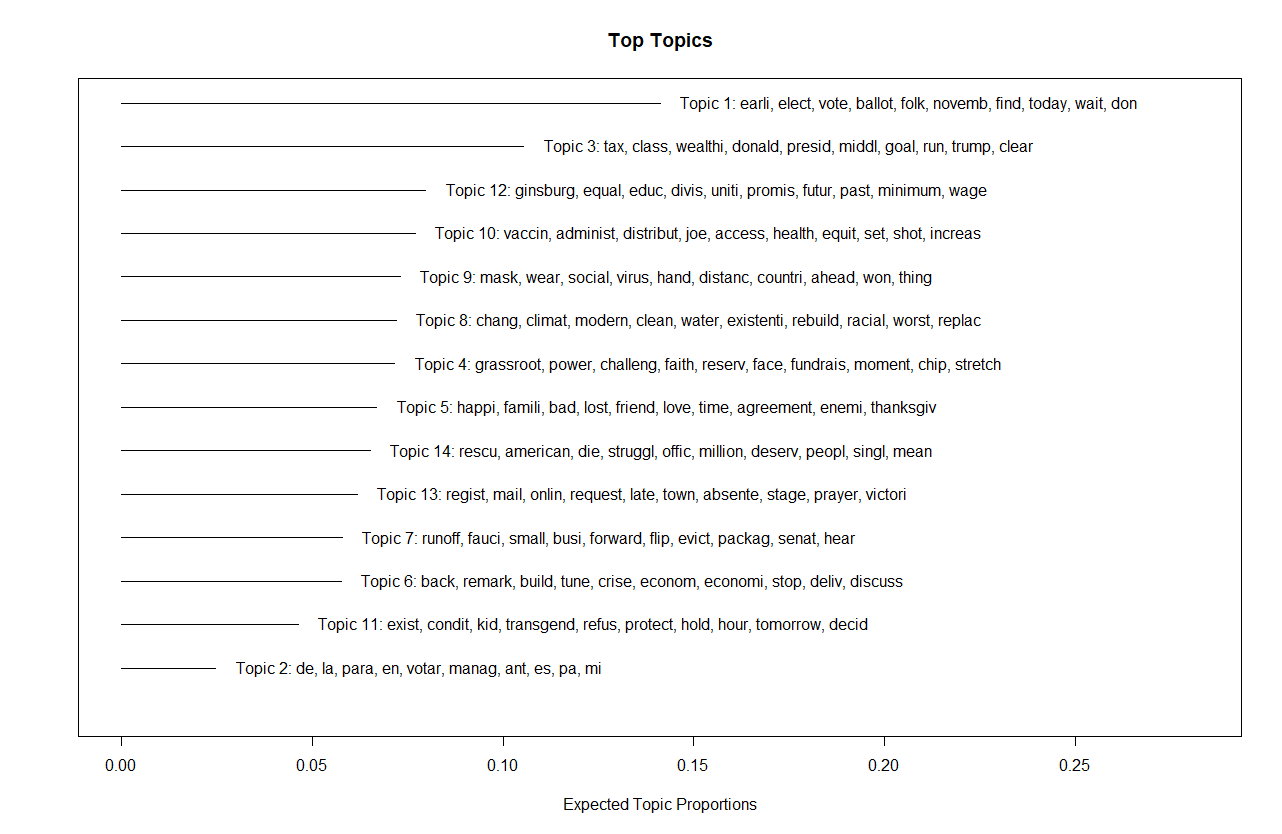 Top Topics
Topic 1: earli, elect, vote, ballot, folk, novemb, find, today, wait, don
Topic 3: tax, class, wealthi, donald, presid, middl, goal, run, trump, clear
Topic 12: ginsburg, equal, educ, divis, uniti, promis, futur, past, minimum, wage
Topic 10: vaccin, administ, distribut, joe, access, health, equit, set, shot, increas
Topic 9: mask, wear, social, virus, hand, distanc, countri, ahead, won, thing
Topic 8: chang, climat, modern, clean, water, existenti, rebuild, racial, worst, replac
Topic 4: grassroot, power, challeng, faith, reserv, face, fundrais, moment, chip, stretch
Topic 5: happi, famili, bad, lost, friend, love, time, agreement, enemi, thanksgiv
Topic 14: rescu, american, die, struggl, offic, million, deserv, peopl, singl, mean
Topic 13: regist, mail, onlin, request, late, town, absente, stage, prayer, victori
Topic 7: runoff, fauci, small, busi, forward, flip, evict, packag, senat, hear
Topic 6: back, remark, build, tune, crise, econom, economi, stop, deliv, discuss
Topic 11: exist, condit, kid, transgend, refus, protect, hold, hour, tomorrow, decid
Topic 2: de, la, para, en, votar, manag, ant, es, pa, mi
0.00 0.05 0.10 0.15 0.20 0.25
Expected Topic Proportions